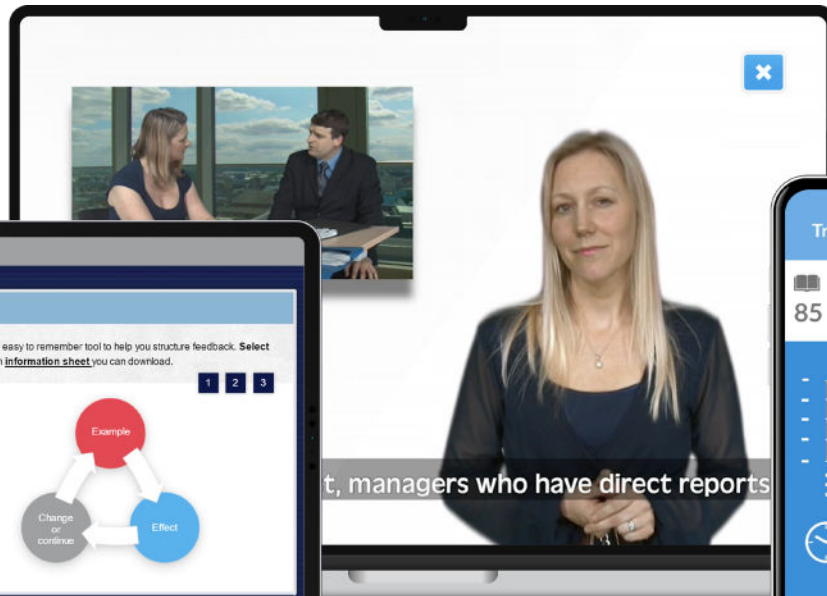 t, managers who have direct reports
easy to remember tool to help you structure feedback. Select
information sheet you can download.
1 2 3
Example
Effect
Change
or
continue
Tr
85